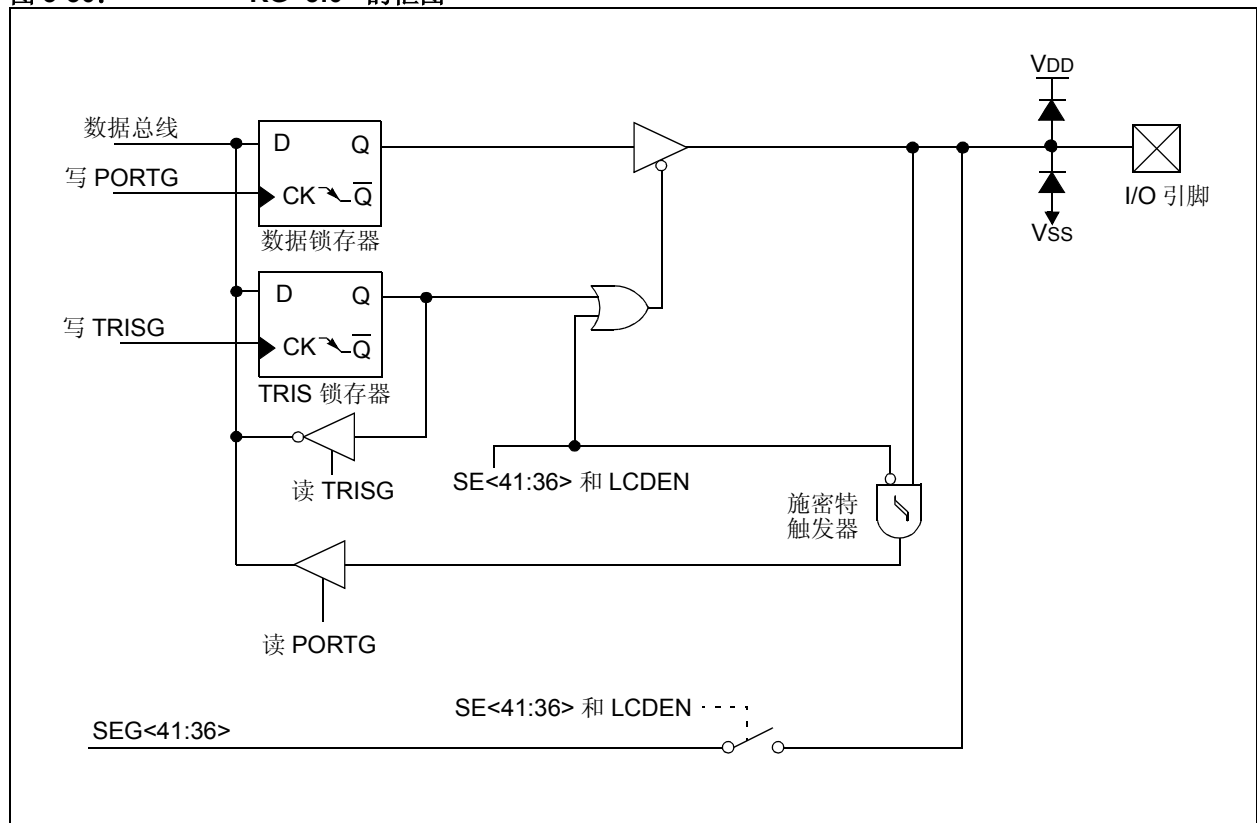 VDD
数据总线
D Q
写 PORTG
CK Q
I/O 引脚
数据锁存器
VSS
D Q
写 TRISG
CK Q
TRIS 锁存器
读 TRISG
SE<41:36> 和 LCDEN
施密特
触发器
读 PORTG
SE<41:36> 和 LCDEN
SEG<41:36>